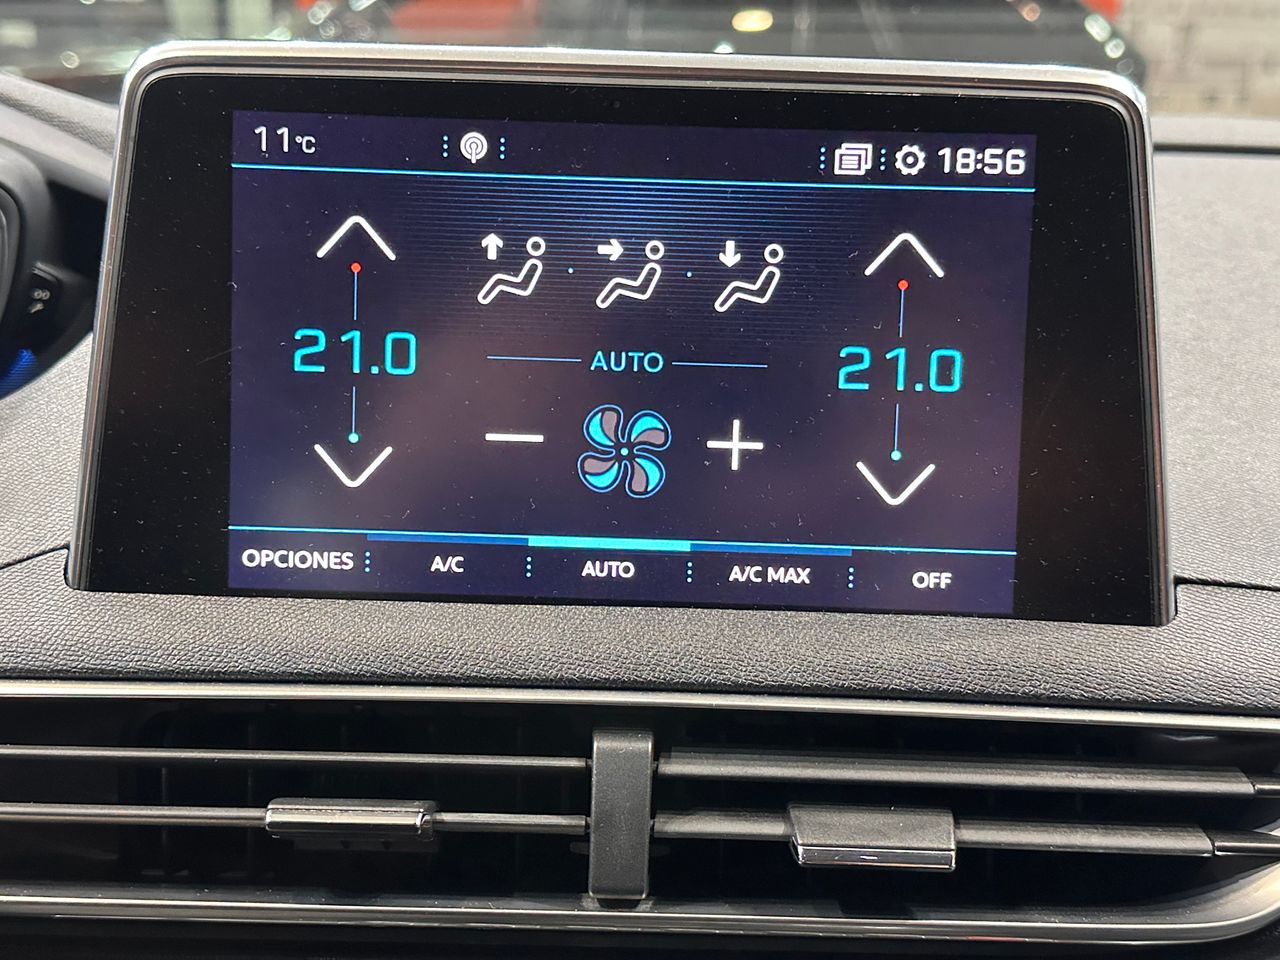 11°C
18:56
21.0
AUTO
21.0
OPCIONES
A/C
AUTO
A/C MAX
OFF